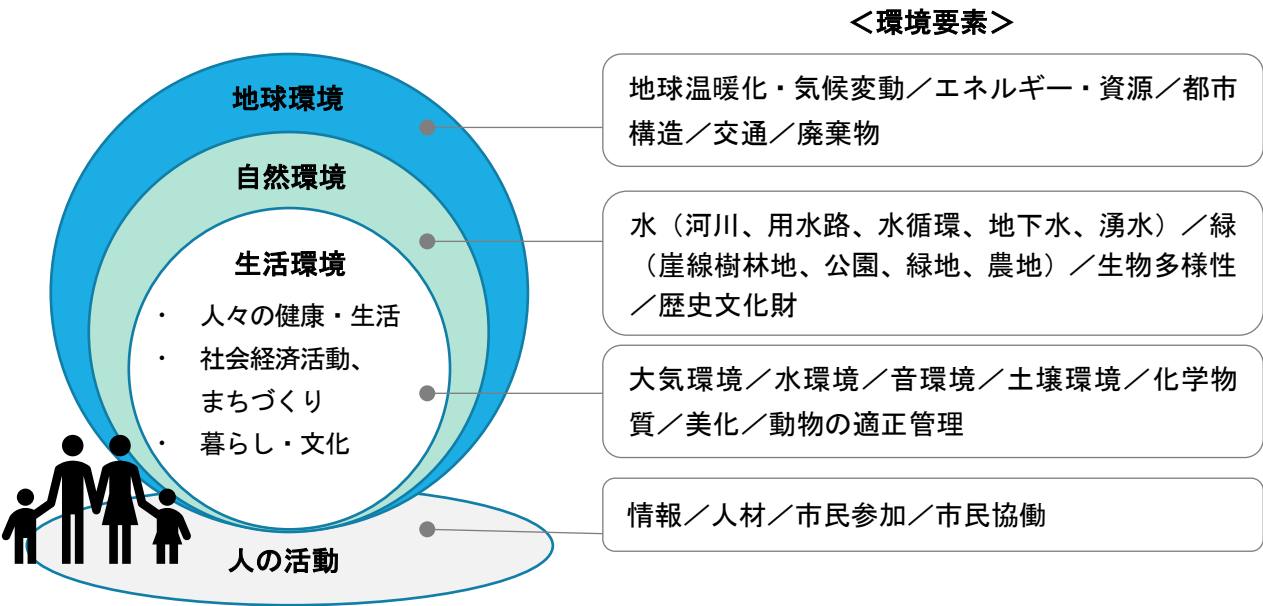 ＜環境要素＞
地球環境
地球温暖化・気候変動／エネルギー・資源／都市
構造／交通／廃棄物
自然環境
水（河川、用水路、水循環、地下水、湧水）／緑
（崖線樹林地、公園、緑地、農地）／生物多様性
／歴史文化財
生活環境
・ 人々の健康・生活
・ 社会経済活動、
まちづくり
・ 暮らし・文化
大気環境／水環境／音環境／土壌環境／化学物
質／美化／動物の適正管理
人の活動
情報／人材／市民参加／市民協働